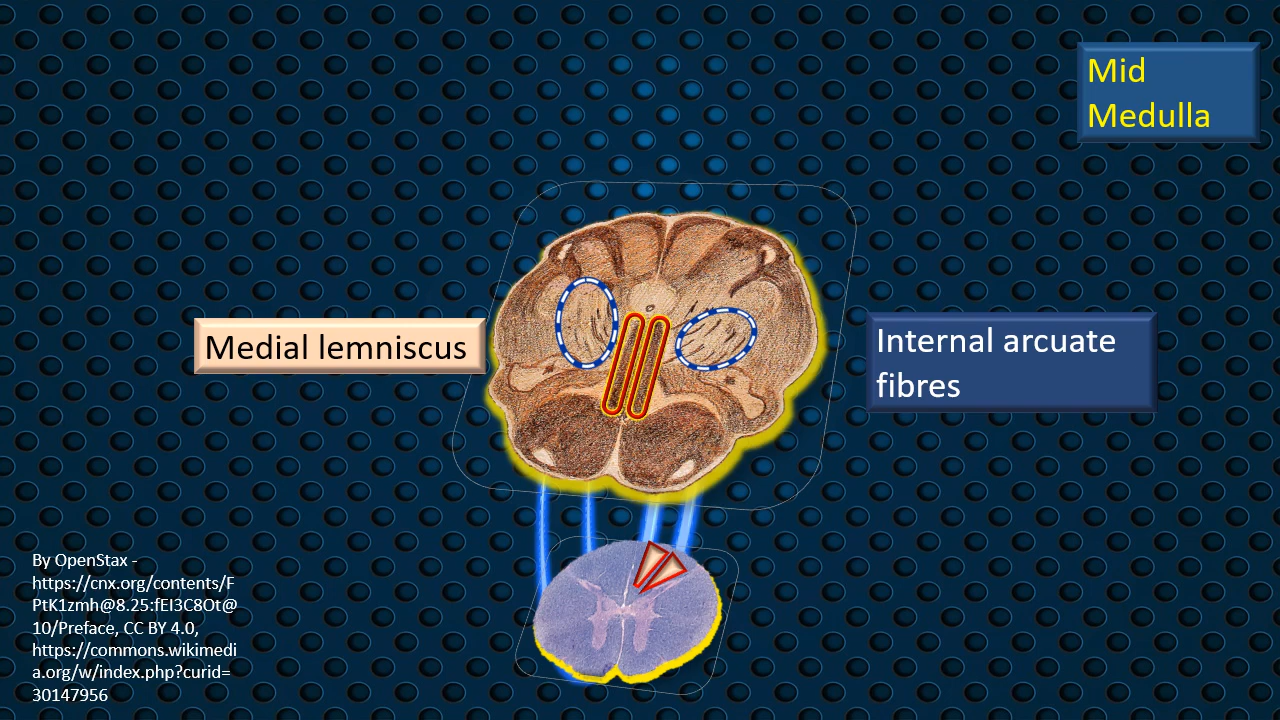 Mid
Medulla
Medial lemniscus
Internal arcuate
fibres
By OpenStax -
https://cnx.org/contents/F
PtK1zmh@8.25:fEI3C8Ot@
10/Preface, CC BY 4.0,
https://commons.wikimedi
a.org/w/index.php?curid=
30147956